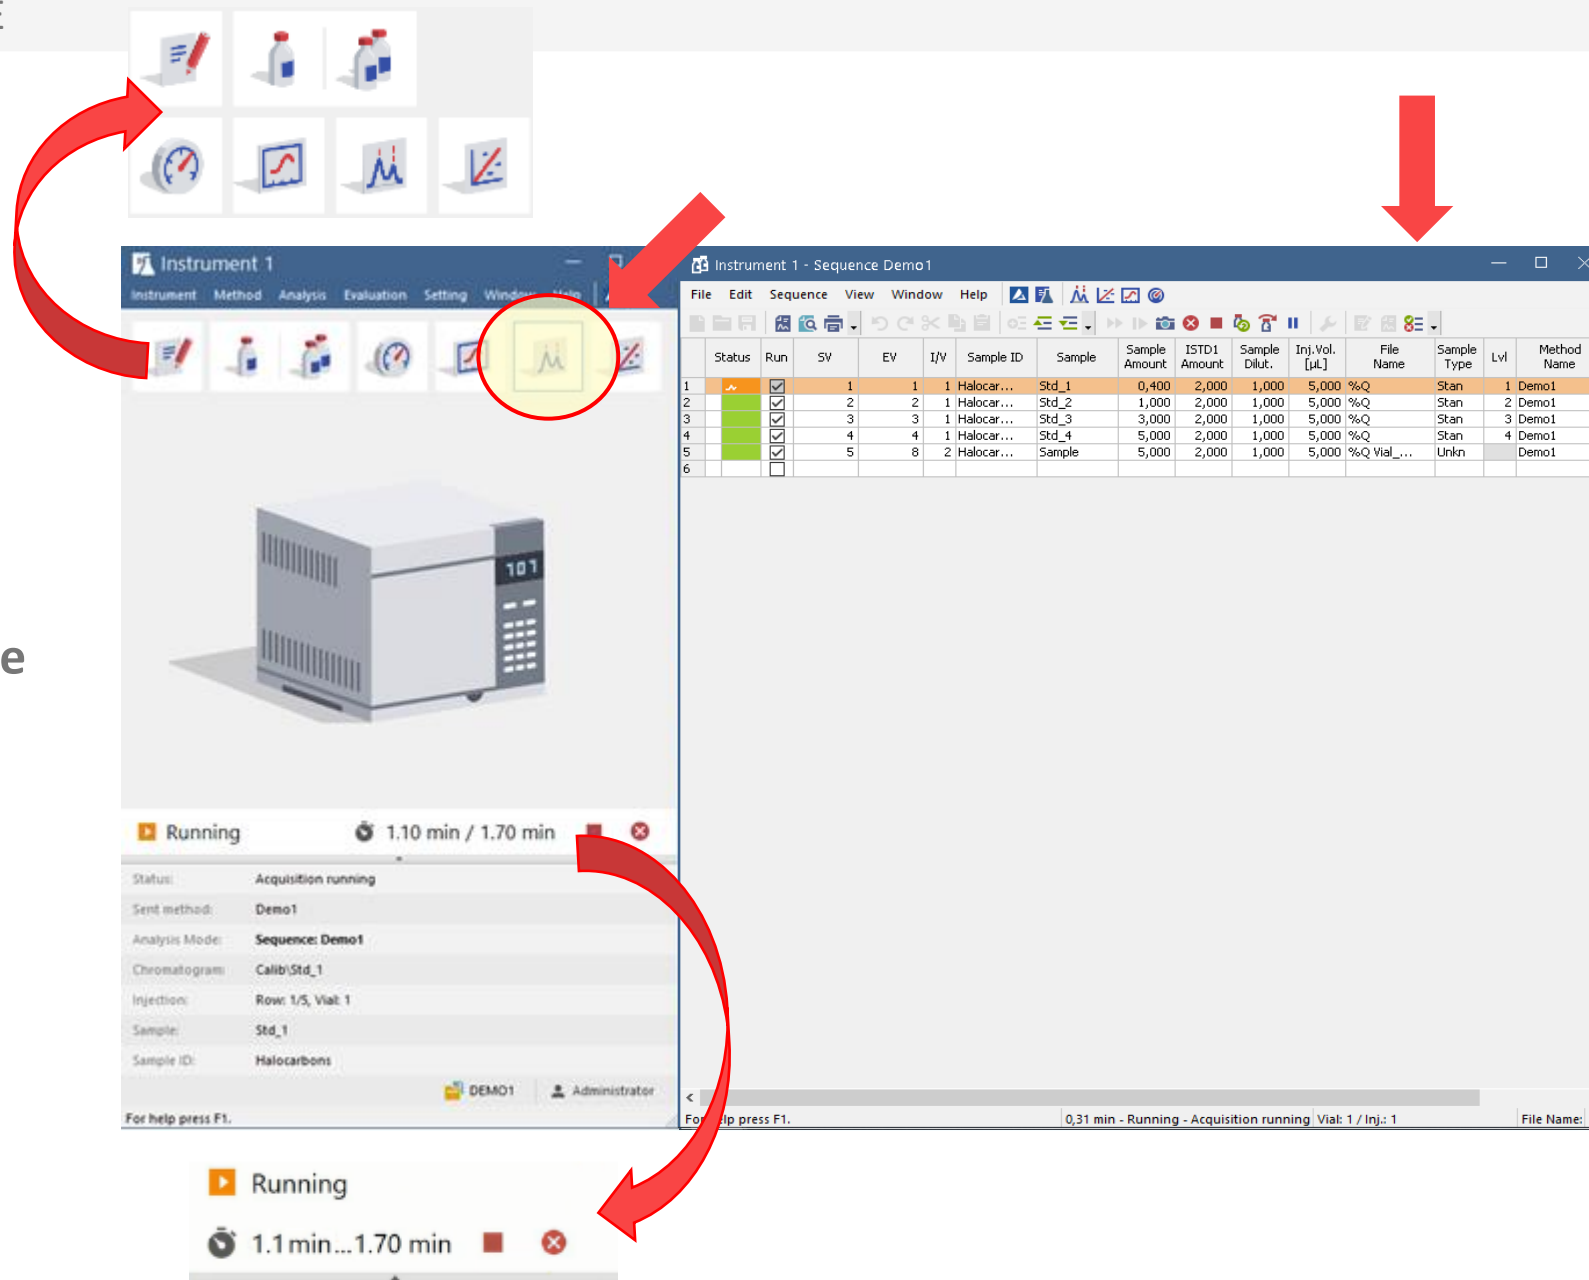 Instrument 1
Instrument Method Analysis Evaluation Setting Window Help
101
Running 1.10 min / 1.70 min
Status: Acquisition running
Sent method: Demo1
Analysis Mode: Sequence: Demo1
Chromatogram: Calib\Std_1
Injection: Row: 1/5, Vial: 1
Sample: Std_1
Sample ID: Halocarbons
DEMO1 Administrator
For help press F1.
e
Instrument 1 - Sequence Demo1
File Edit Sequence View Window Help
Status Run SV EV I/V Sample ID Sample Sample Amount ISTD1 Amount Sample Dilut. Inj.Vol. [µL] File Name Sample Type Lvl Method Name
1 1 1 1 Halocar... Std_1 0,400 2,000 1,000 5,000 %Q Stan 1 Demo1
2 2 2 1 Halocar... Std_2 1,000 2,000 1,000 5,000 %Q Stan 2 Demo1
3 3 3 1 Halocar... Std_3 3,000 2,000 1,000 5,000 %Q Stan 3 Demo1
4 4 4 1 Halocar... Std_4 5,000 2,000 1,000 5,000 %Q Stan 4 Demo1
5 5 8 2 Halocar... Sample 5,000 2,000 1,000 5,000 %Q Vial_... Unkn Demo1
6
press F1. 0,31 min - Running - Acquisition running Vial: 1 / Inj.: 1 File Name:
Running
1.1 min...1.70 min